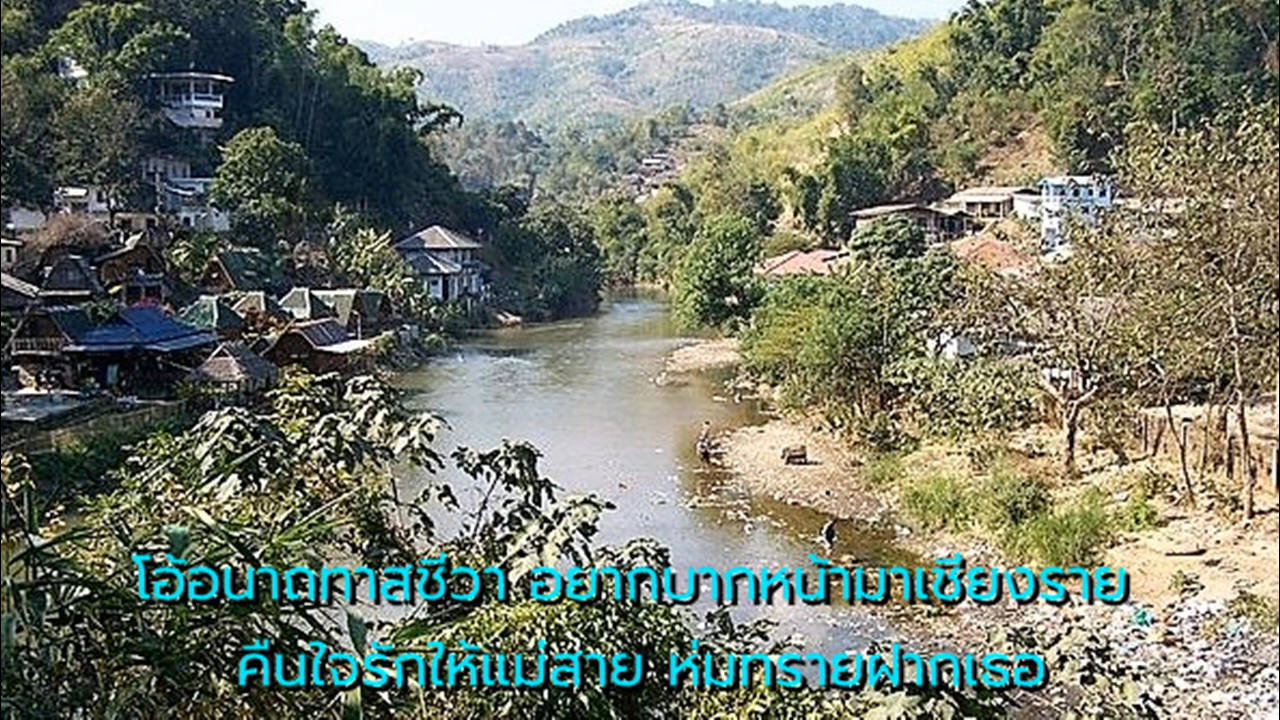 โอ้อนาถทาสชีวา อยากบากหน้ามาเชียงราย
คืนใจรักให้แม่สาย ห่มทรายฝากเธอ